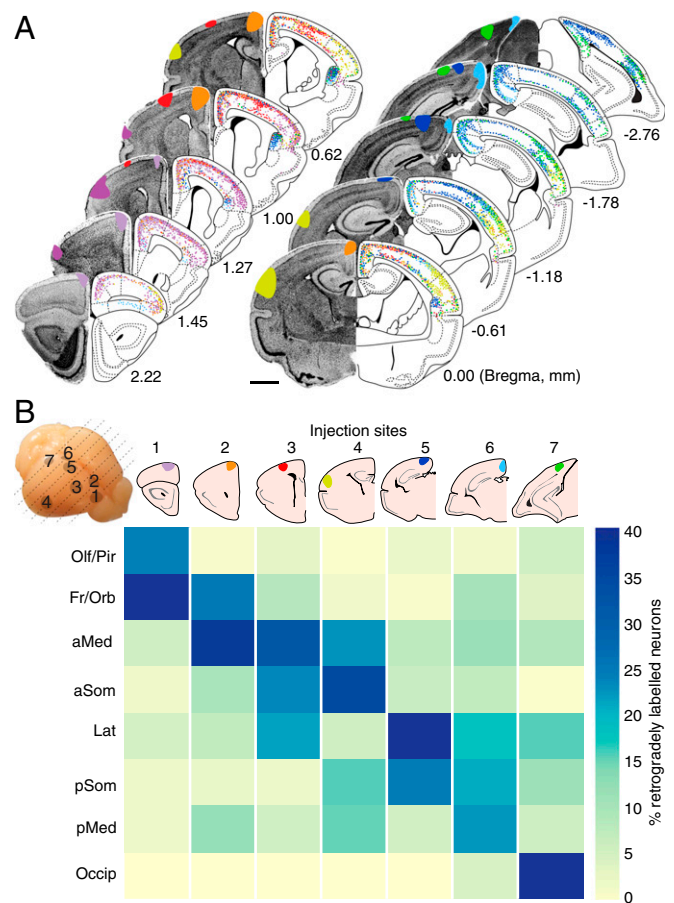 A
0.62
1.00
1.27
1.45
2.22
-2.76
-1.78
-1.18
-0.61
0.00 (Bregma, mm)
B
Injection sites
1 2 3 4 5 6 7
6
7
5
2
3
4
1
Olf/Pir
Fr/Orb
aMed
aSom
Lat
pSom
pMed
Occip
40
35
30
25
20
15
10
5
0
% retrogradely labelled neurons